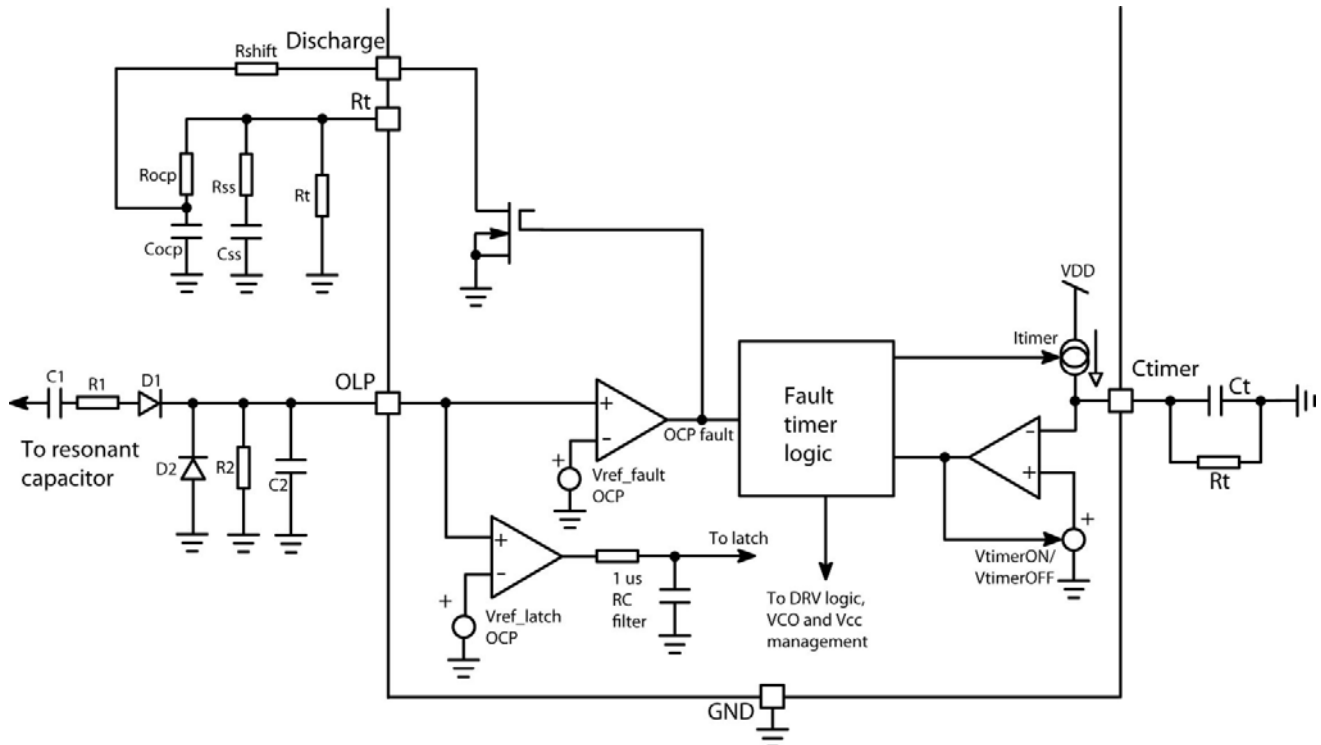 Discharge
Rshift
Rt
Rocp
Rss
Rt
Cocp
Css
VDD
Itimer
Ctimer
C1
R1
D1
OLP
Ct
+
-
OCP fault
Fault
timer
logic
-
+
To resonant
capacitor
D2
R2
C2
+
Vref_fault
OCP
Rt
+
-
To latch
+
VtimerON/
VtimerOFF
+
Vref_latch
OCP
1 us
RC
filter
To DRV logic,
VCO and Vcc
management
GND